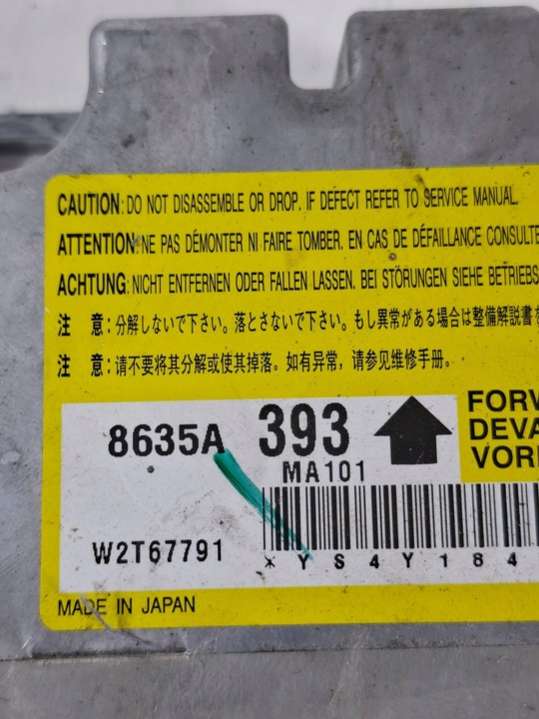 CAUTION: DO NOT DISASSEMBLE OR DROP. IF DEFECT REFER TO SERVICE MANUAL.
ATTENTION: NE PAS DÉMONTER NI FAIRE TOMBER. EN CAS DE DÉFAILLANCE CONSULTE
ACHTUNG: NICHT ENTFERNEN ODER FALLEN LASSEN. BEI STÖRUNGEN SIEHE BETRIEBS
注 意:分解しないで下さい。落とさないで下さい。もし異常がある場合は整備解説書を
注 意:请不要将其分解或使其掉落。如有异常,请参见维修手册。
8635A 393
MA101
FORW
DEVA
VOR
W2T67791
*YS4Y184
MADE IN JAPAN